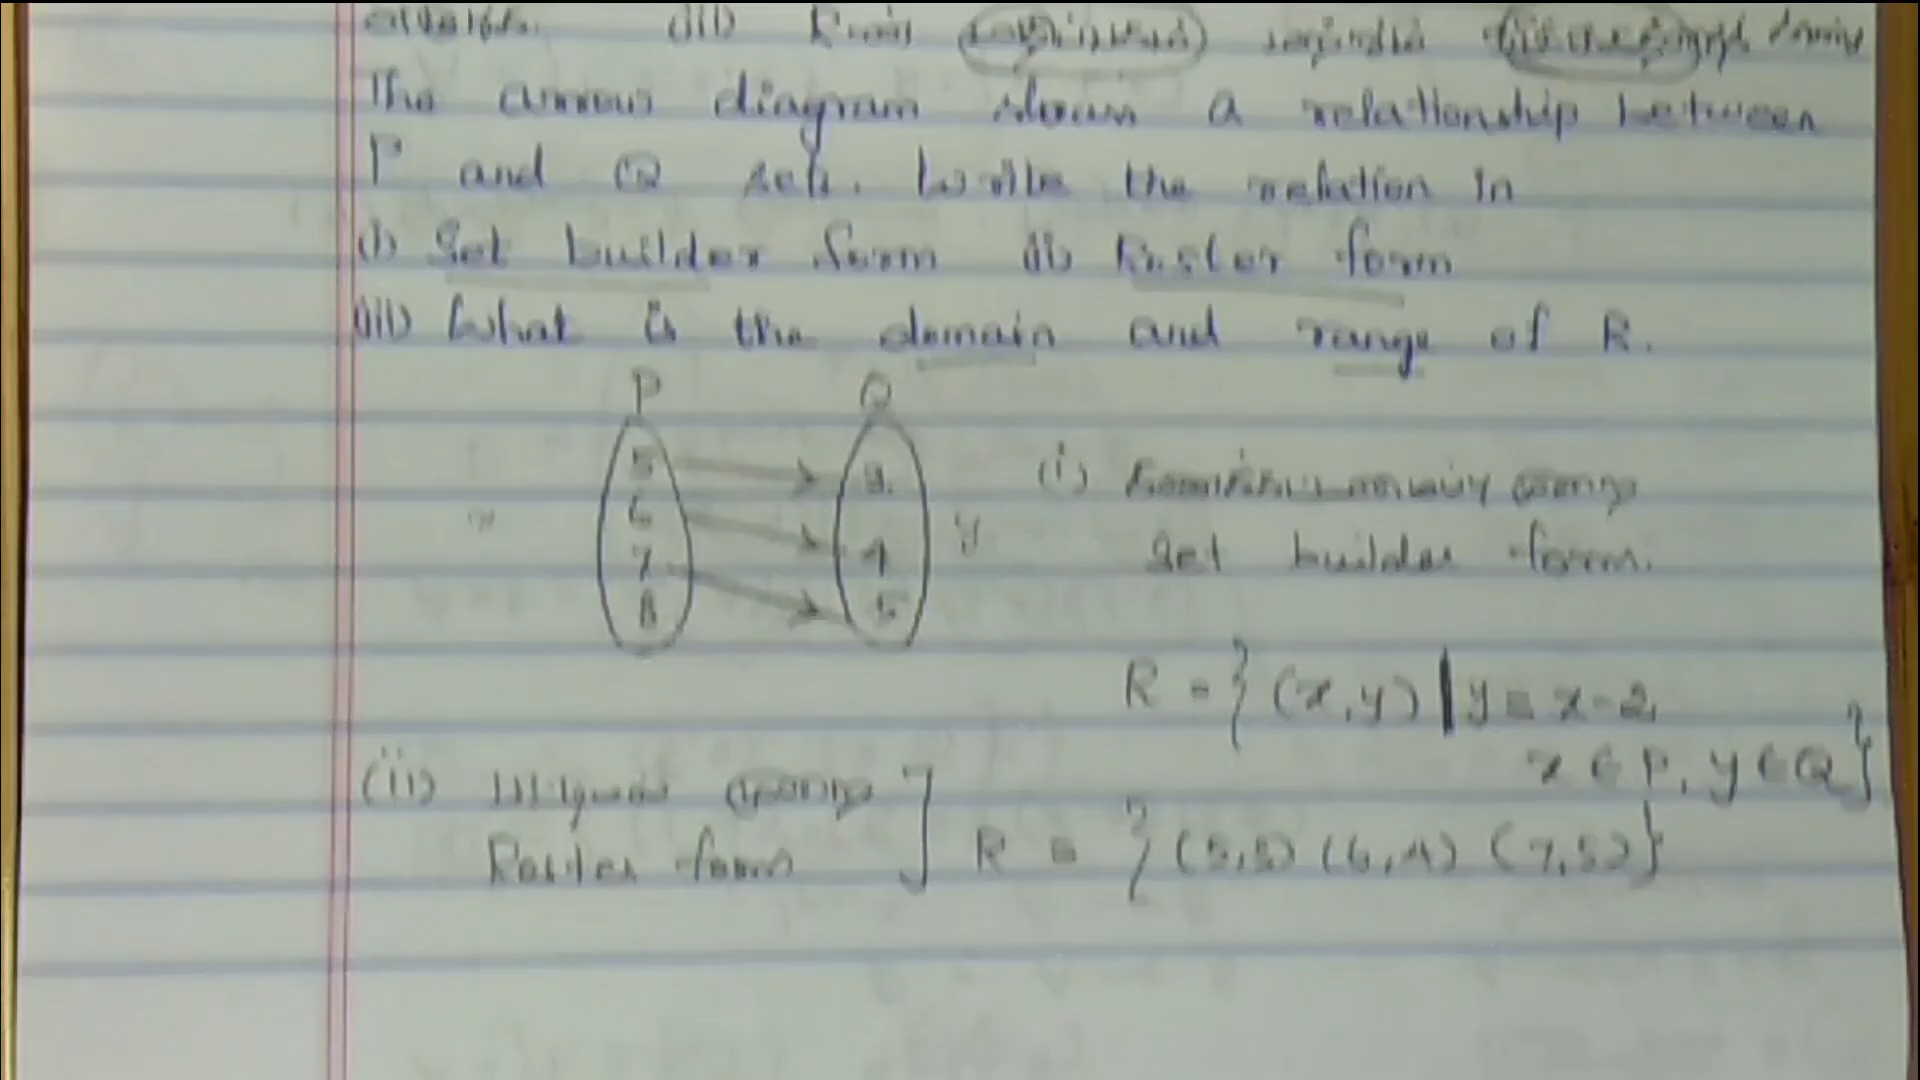 The arrow diagram shown a relationship between
P and Q sets. Write the relation in
(i) Set builder form (ii) Roster form
(iii) What is the domain and range of R.
P Q
5 3
6 4
7 5
8
x y
(i)
Set builder form.
R = { (x,y) | y = x-2,
x ∈ P, y ∈ Q }
(ii)
Roster form
R = { (5,3) (6,4) (7,5) }